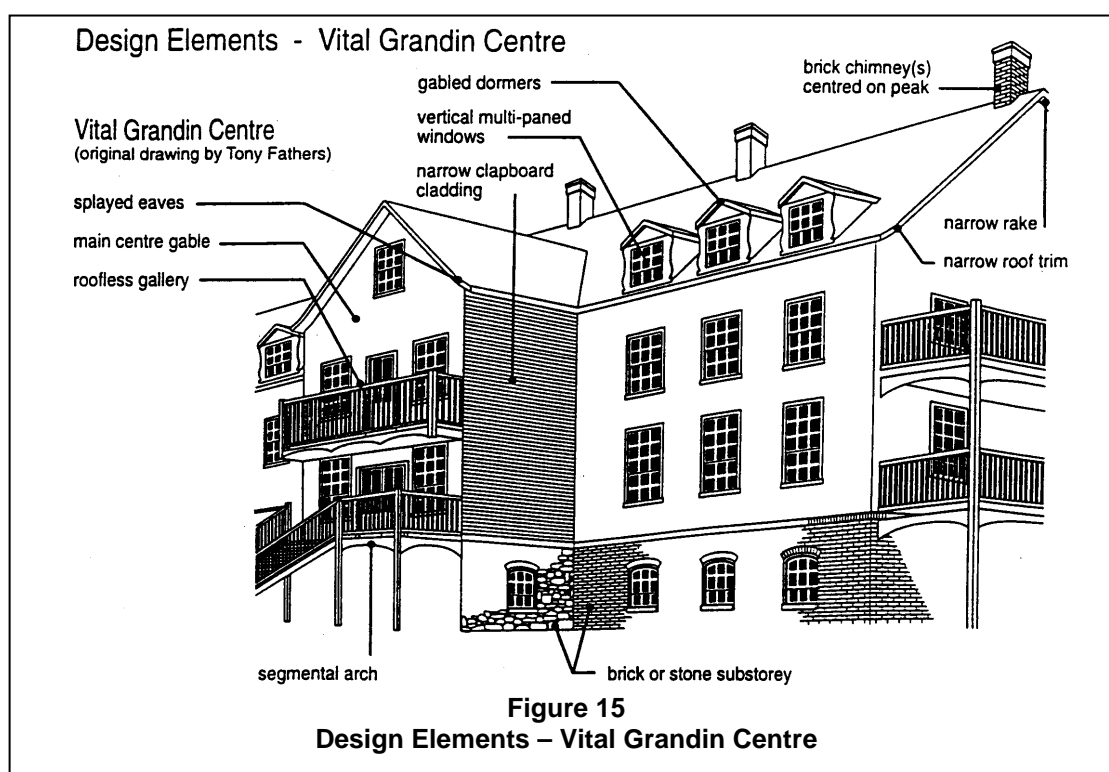 Design Elements - Vital Grandin Centre
Vital Grandin Centre
(original drawing by Tony Fathers)
splayed eaves
main centre gable
roofless gallery
gabled dormers
vertical multi-paned
windows
narrow clapboard
cladding
brick chimney(s)
centred on peak
narrow rake
narrow roof trim
segmental arch
brick or stone substorey
Figure 15
Design Elements – Vital Grandin Centre